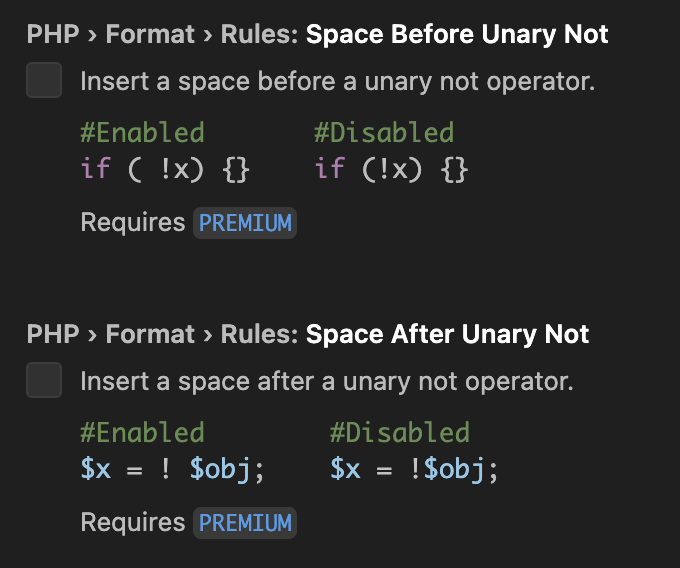 PHP › Format › Rules: Space Before Unary Not
Insert a space before a unary not operator.
#Enabled #Disabled
if ( !x) {} if (!x) {}
Requires PREMIUM
PHP › Format › Rules: Space After Unary Not
Insert a space after a unary not operator.
#Enabled #Disabled
$x = ! $obj; $x = !$obj;
Requires PREMIUM